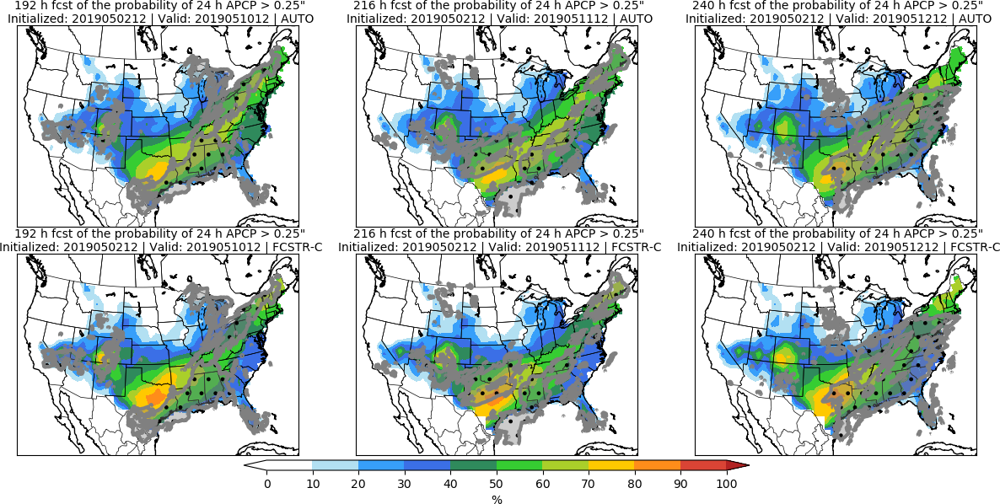 192 h fcst of the probability of 24 h APCP > 0.25"
Initialized: 2019050212 | Valid: 2019051012 | AUTO
216 h fcst of the probability of 24 h APCP > 0.25"
Initialized: 2019050212 | Valid: 2019051112 | AUTO
240 h fcst of the probability of 24 h APCP > 0.25"
Initialized: 2019050212 | Valid: 2019051212 | AUTO
192 h fcst of the probability of 24 h APCP > 0.25"
Initialized: 2019050212 | Valid: 2019051012 | FCSTR-C
216 h fcst of the probability of 24 h APCP > 0.25"
Initialized: 2019050212 | Valid: 2019051112 | FCSTR-C
240 h fcst of the probability of 24 h APCP > 0.25"
Initialized: 2019050212 | Valid: 2019051212 | FCSTR-C
0 10 20 30 40 50 60 70 80 90 100
%